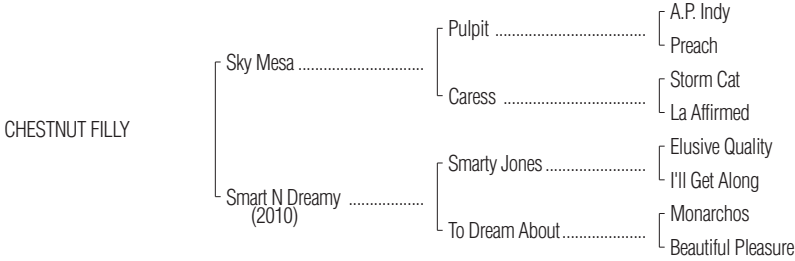 A.P. Indy
Pulpit ....................................
Preach
Sky Mesa ..............................
Storm Cat
Caress ..................................
La Affirmed
CHESTNUT FILLY
Elusive Quality
Smarty Jones ........................
I'll Get Along
Smart N Dreamy ..................
(2010)
Monarchos
To Dream About ....................
Beautiful Pleasure